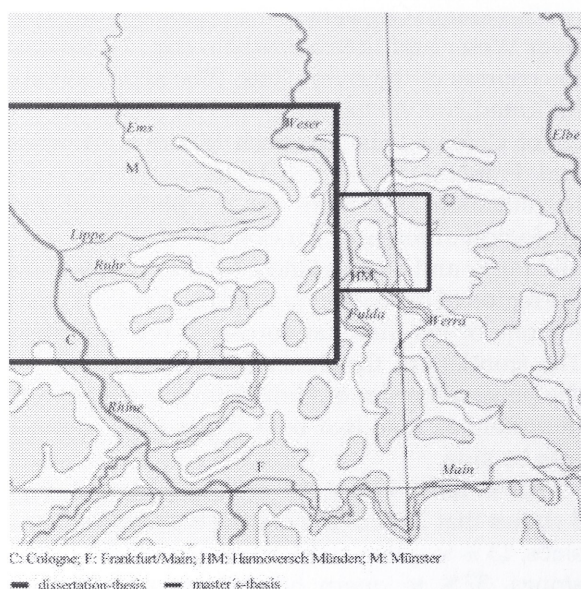 Ems
Weser
Elbe
M
Lippe
Ruhr
HM
Fulda
Werra
C
Rhine
F
Main
C: Cologne; F: Frankfurt/Main; HM: Hannoversch Münden; M: Münster
dissertation-thesis master´s-thesis